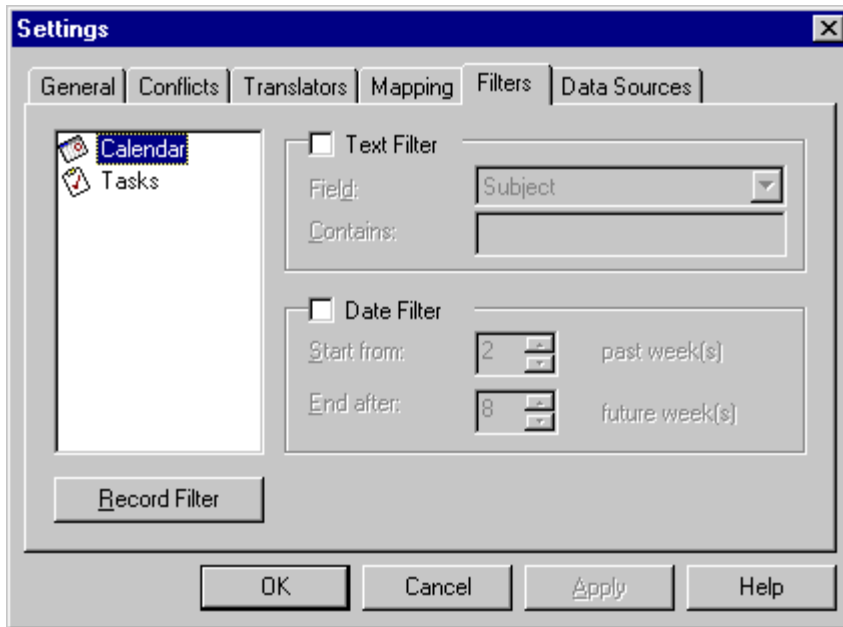 Settings
General Conflicts Translators Mapping Filters Data Sources
Calendar
Tasks
Text Filter
Field: Subject
Contains:
Date Filter
Start from: 2 past week(s)
End after: 8 future week(s)
Record Filter
OK Cancel Apply Help